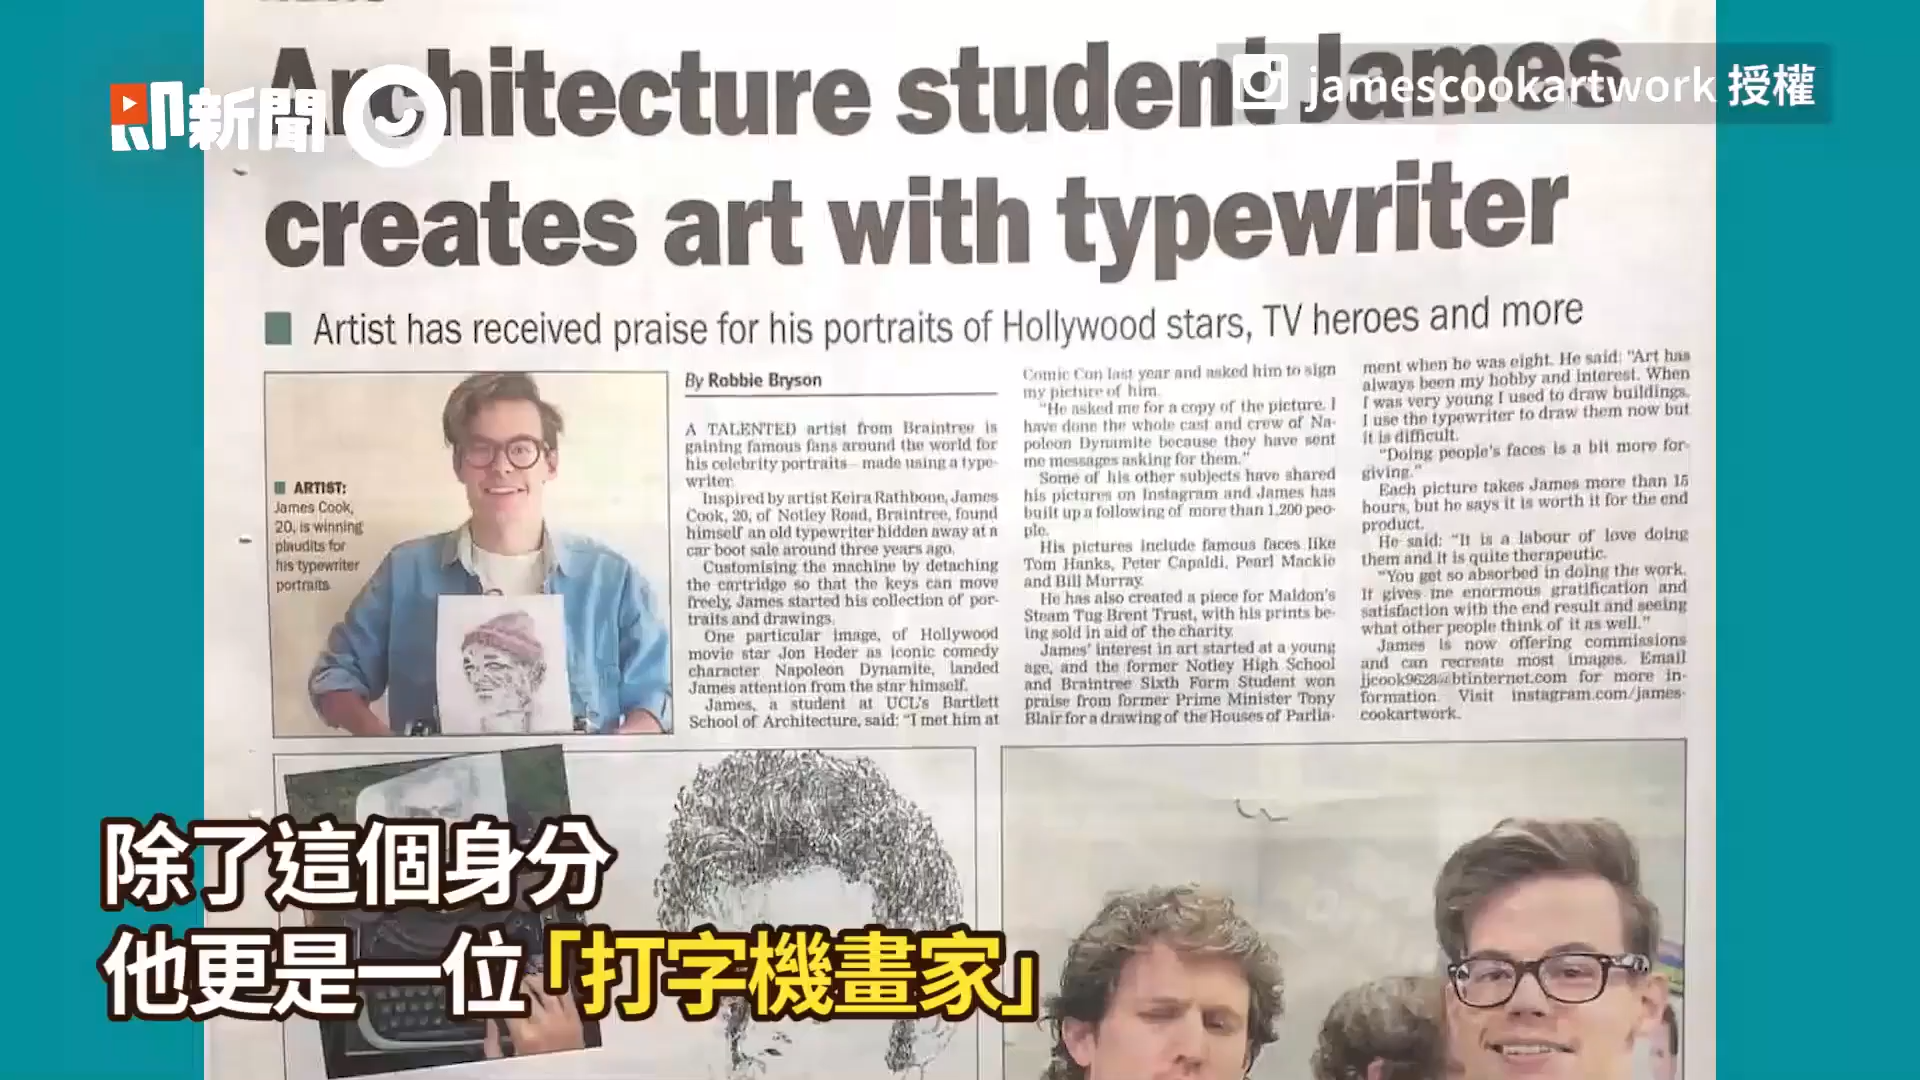 Architecture student James
creates art with typewriter
即新聞
jamescookartwork 授權
Artist has received praise for his portraits of Hollywood stars, TV heroes and more
ARTIST:
James Cook,
20, is winning
plaudits for
his typewriter
portraits
By Robbie Bryson
A TALENTED artist from Braintree is
gaining famous fans around the world for
his celebrity portraits – made using a type-
writer.
Inspired by artist Keira Rathbone, James
Cook, 20, of Notley Road, Braintree, found
himself an old typewriter hidden away at a
car boot sale around three years ago.
Customising the machine by detaching
the cartridge so that the keys can move
freely, James started his collection of por-
traits and drawings.
One particular image, of Hollywood
movie star Jon Heder as iconic comedy
character Napoleon Dynamite, landed
James attention from the star himself.
James, a student at UCL's Bartlett
School of Architecture, said: "I met him at
Comic Con last year and asked him to sign
my picture of him.
"He asked me for a copy of the picture. I
have done the whole cast and crew of Na-
poleon Dynamite because they have sent
me messages asking for them."
Some of his other subjects have shared
his pictures on Instagram and James has
built up a following of more than 1,200 peo-
ple.
His pictures include famous faces like
Tom Hanks, Peter Capaldi, Pearl Mackie
and Bill Murray.
He has also created a piece for Maldon's
Steam Tug Brent Trust, with his prints be-
ing sold in aid of the charity.
James' interest in art started at a young
age, and the former Notley High School
and Braintree Sixth Form Student won
praise from former Prime Minister Tony
Blair for a drawing of the Houses of Parlia-
ment when he was eight. He said: "Art has
always been my hobby and interest. When
I was very young I used to draw buildings.
I use the typewriter to draw them now but
it is difficult.
"Doing people's faces is a bit more for-
giving."
Each picture takes James more than 15
hours, but he says it is worth it for the end
product.
He said: "It is a labour of love doing
them and it is quite therapeutic.
"You get so absorbed in doing the work.
It gives me enormous gratification and
satisfaction with the end result and seeing
what other people think of it as well."
James is now offering commissions
and can recreate most images. Email
jjcook9628@btinternet.com for more in-
formation. Visit instagram.com/james-
cookartwork.
除了這個身分
他更是一位「打字機畫家」